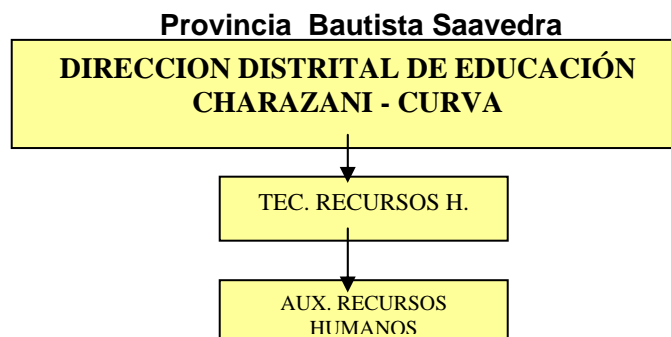 Provincia Bautista Saavedra
DIRECCION DISTRITAL DE EDUCACIÓN
CHARAZANI - CURVA
TEC. RECURSOS H.
AUX. RECURSOS
HUMANOS